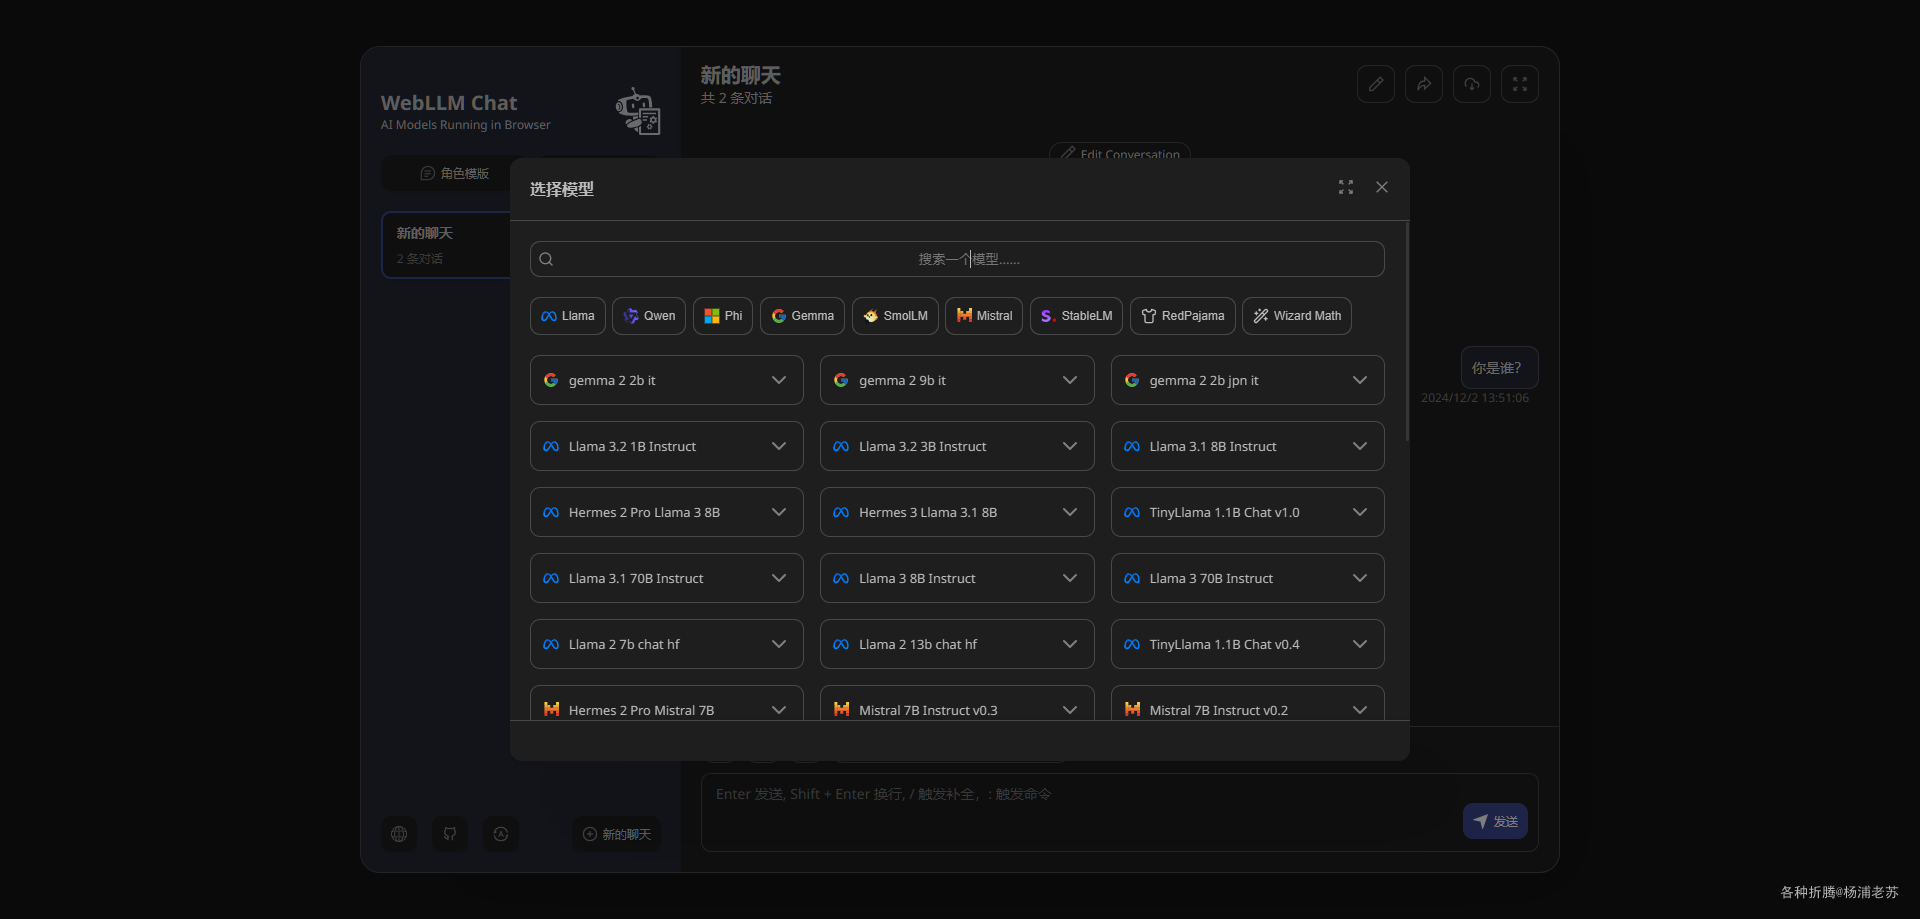 WebLLM Chat
AI Models Running in Browser
角色模版
新的聊天
2 条对话
新的聊天
共 2 条对话
Edit Conversation
选择模型
搜索一个模型......
Llama
Qwen
Phi
Gemma
SmolLM
Mistral
StableLM
RedPajama
Wizard Math
gemma 2 2b it
gemma 2 9b it
gemma 2 2b jpn it
Llama 3.2 1B Instruct
Llama 3.2 3B Instruct
Llama 3.1 8B Instruct
Hermes 2 Pro Llama 3 8B
Hermes 3 Llama 3.1 8B
TinyLlama 1.1B Chat v1.0
Llama 3.1 70B Instruct
Llama 3 8B Instruct
Llama 3 70B Instruct
Llama 2 7b chat hf
Llama 2 13b chat hf
TinyLlama 1.1B Chat v0.4
Hermes 2 Pro Mistral 7B
Mistral 7B Instruct v0.3
Mistral 7B Instruct v0.2
你是谁?
2024/12/2 13:51:06
Enter 发送, Shift + Enter 换行, / 触发补全, : 触发命令
发送
新的聊天
各种折腾@杨浦老苏